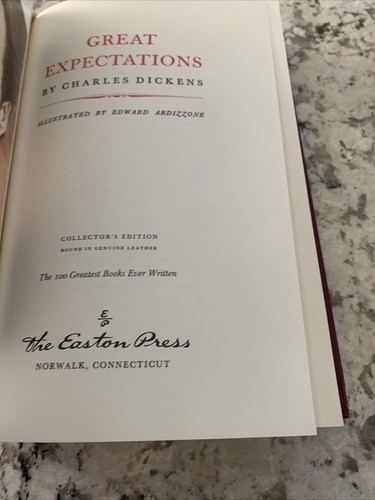 GREAT
EXPECTATIONS
BY CHARLES DICKENS
ILLUSTRATED BY EDWARD ARDIZZONE
COLLECTOR'S EDITION
BOUND IN GENUINE LEATHER
The 100 Greatest Books Ever Written
E
P
The Easton Press
NORWALK, CONNECTICUT